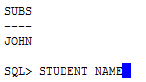 SUBS
----
JOHN
SQL> STUDENT NAME